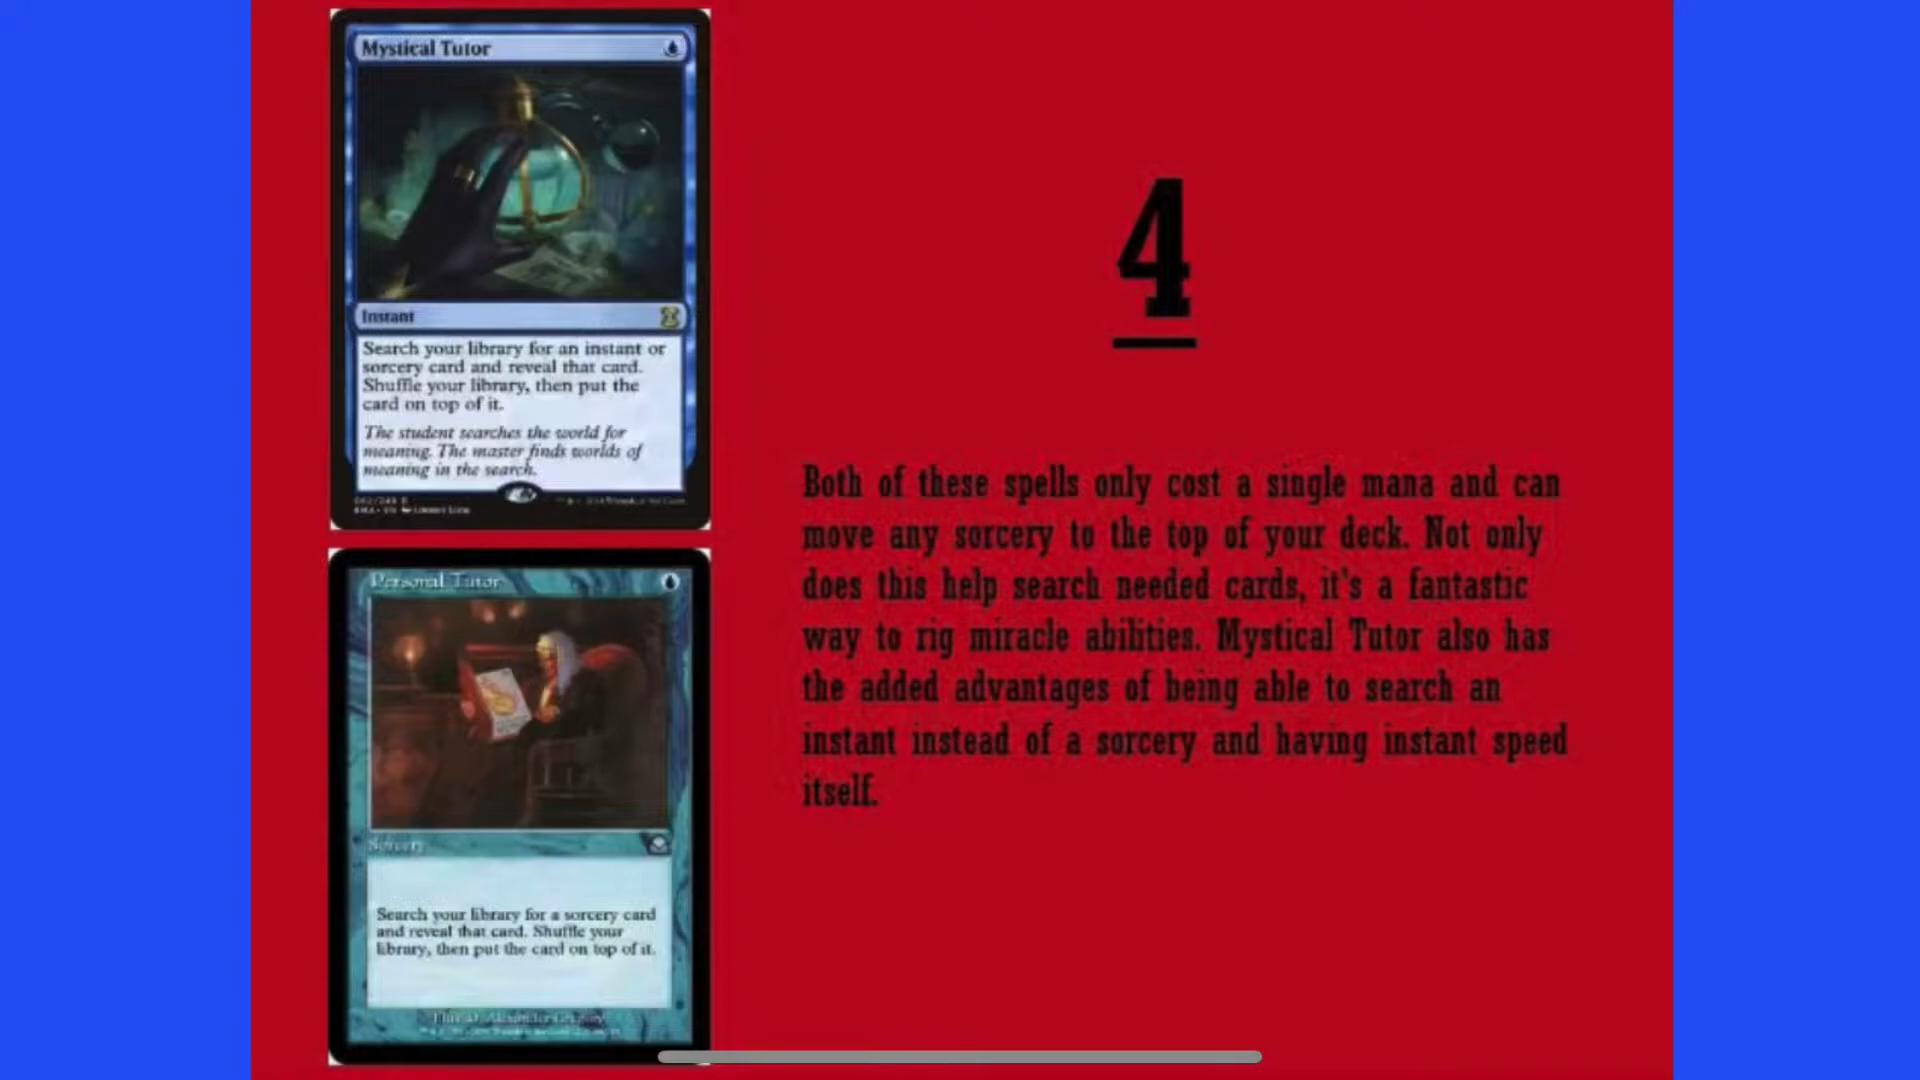 Mystical Tutor
Instant
Search your library for an instant or
sorcery card and reveal that card.
Shuffle your library, then put the
card on top of it.
The student searches the world for
meaning. The master finds worlds of
meaning in the search.
Personal Tutor
Sorcery
Search your library for a sorcery card
and reveal that card. Shuffle your
library, then put the card on top of it.
4
Both of these spells only cost a single mana and can
move any sorcery to the top of your deck. Not only
does this help search needed cards, it's a fantastic
way to rig miracle abilities. Mystical Tutor also has
the added advantages of being able to search an
instant instead of a sorcery and having instant speed
itself.